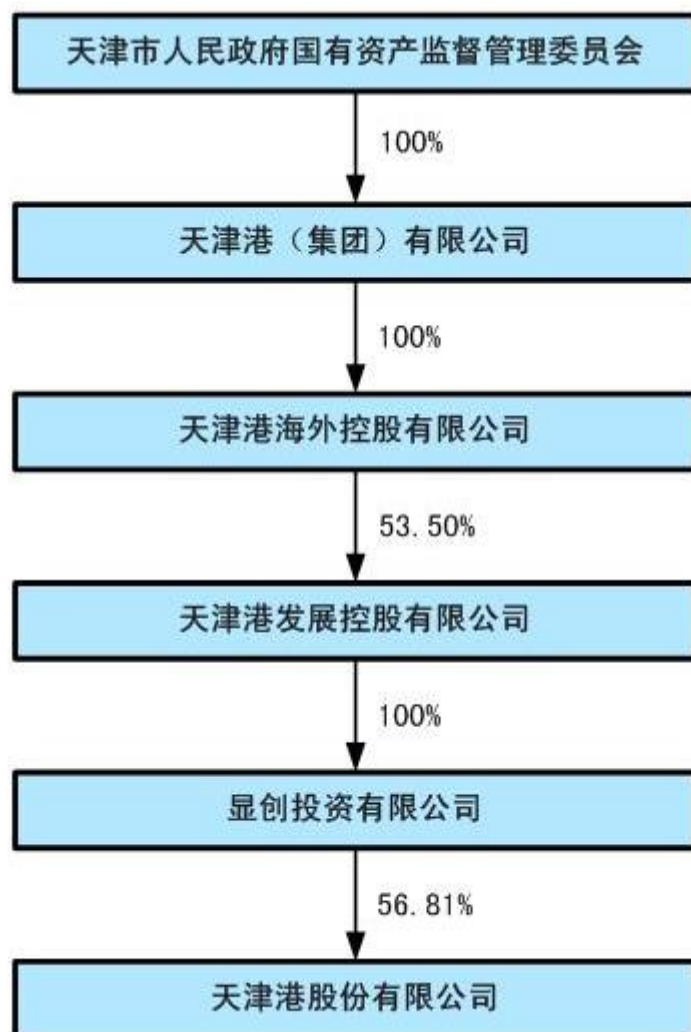 天津市人民政府国有资产监督管理委员会
100%
天津港（集团）有限公司
100%
天津港海外控股有限公司
53.50%
天津港发展控股有限公司
100%
显创投资有限公司
56.81%
天津港股份有限公司